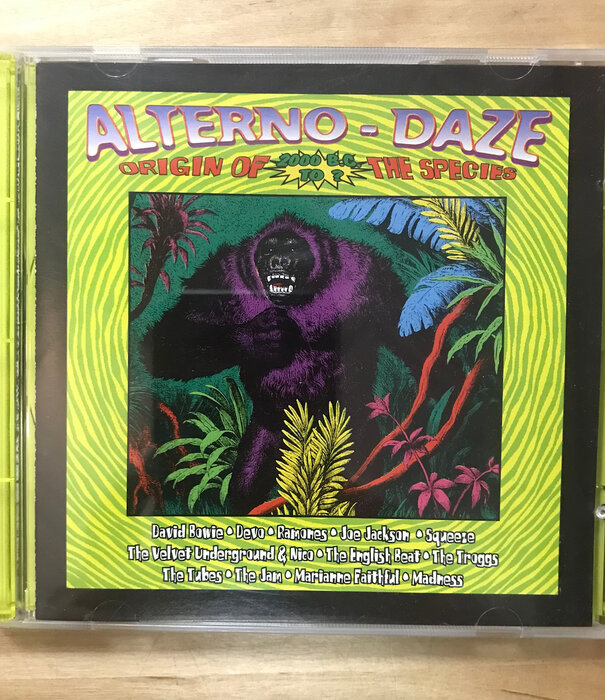 ALTERNO - DAZE
ORIGIN OF 2000 B.C. TO ? THE SPECIES
David Bowie • Devo • Ramones • Joe Jackson • Squeeze
The Velvet Underground & Nico • The English Beat • The Troggs
The Tubes • The Jam • Marianne Faithful • Madness